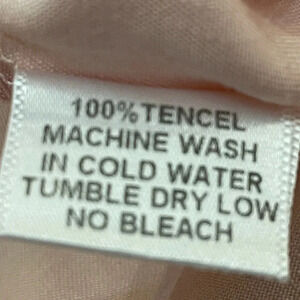 100% TENCEL
MACHINE WASH
IN COLD WATER
TUMBLE DRY LOW
NO BLEACH